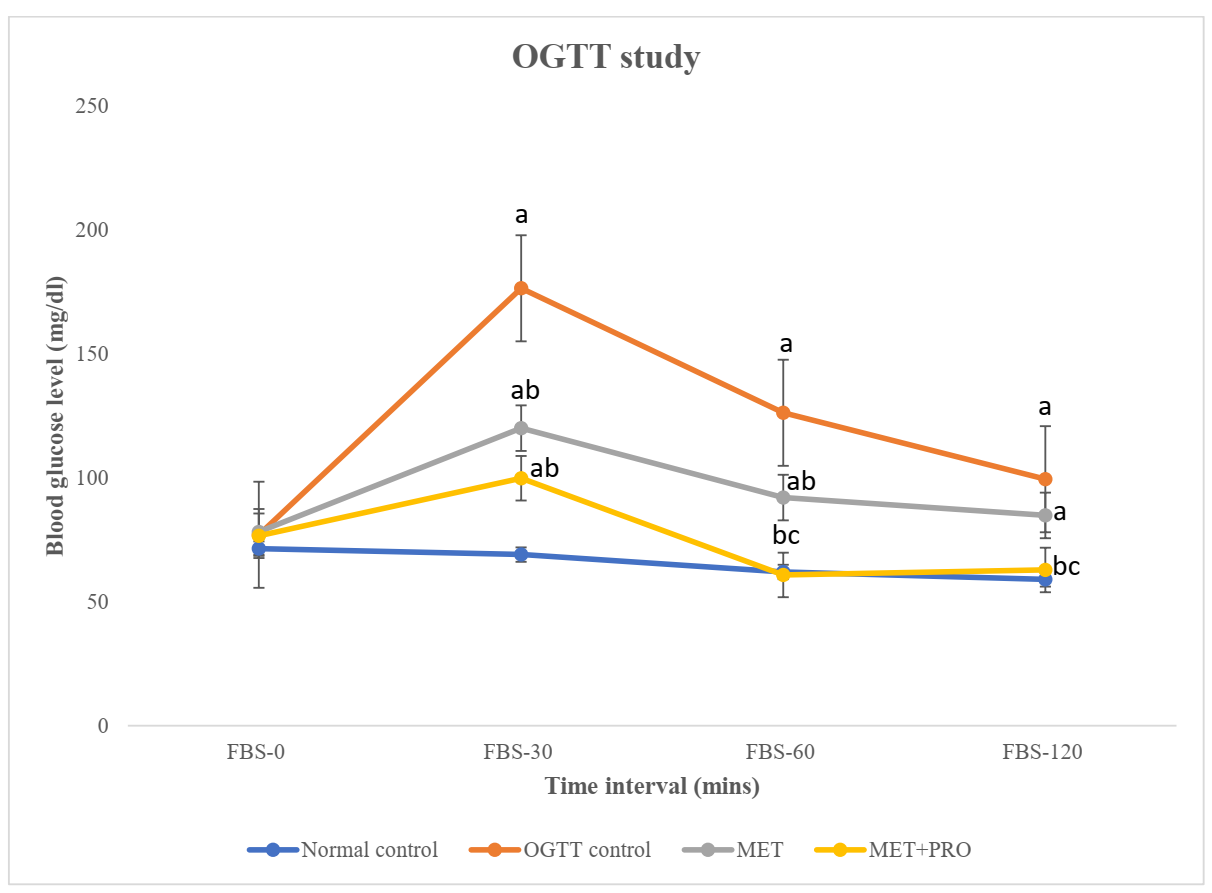 OGTT study
250
200
150
100
50
0
Blood glucose level (mg/dl)
a
ab
ab
a
ab
bc
a
a
bc
FBS-0 FBS-30 FBS-60 FBS-120
Time interval (mins)
Normal control OGTT control MET MET+PRO